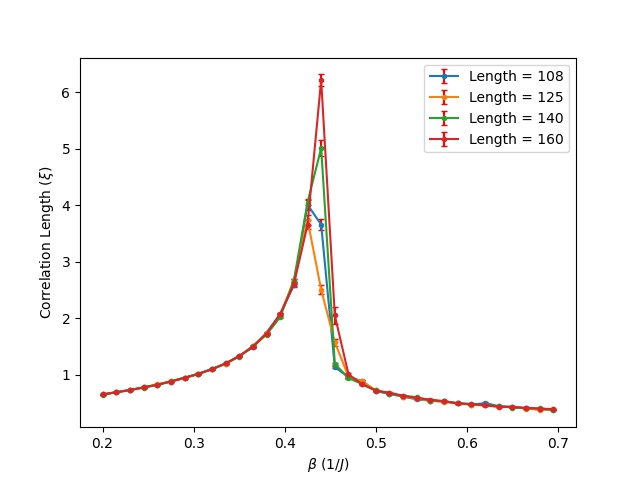 Length = 108
Length = 125
Length = 140
Length = 160
Correlation Length (ξ)
6
5
4
3
2
1
0.2 0.3 0.4 0.5 0.6 0.7
β (1/J)